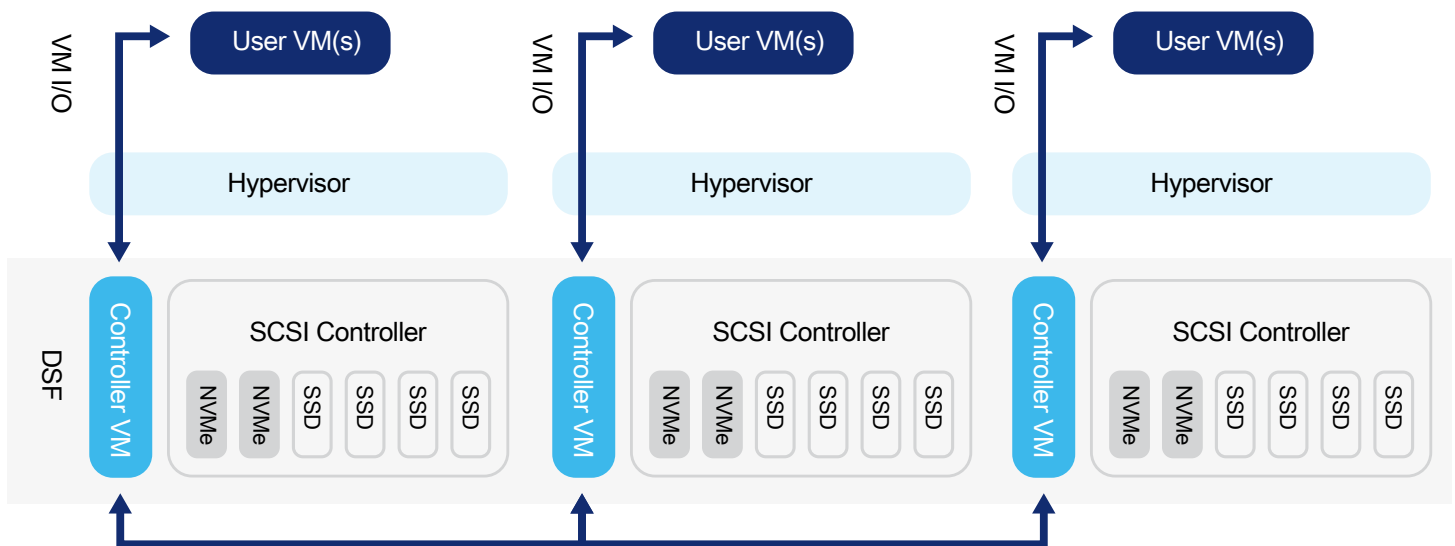 VM I/O
User VM(s)
VM I/O
User VM(s)
VM I/O
User VM(s)
Hypervisor
Hypervisor
Hypervisor
DSF
Controller VM
SCSI Controller
NVMe
NVMe
SSD
SSD
SSD
SSD
Controller VM
SCSI Controller
NVMe
NVMe
SSD
SSD
SSD
SSD
Controller VM
SCSI Controller
NVMe
NVMe
SSD
SSD
SSD
SSD